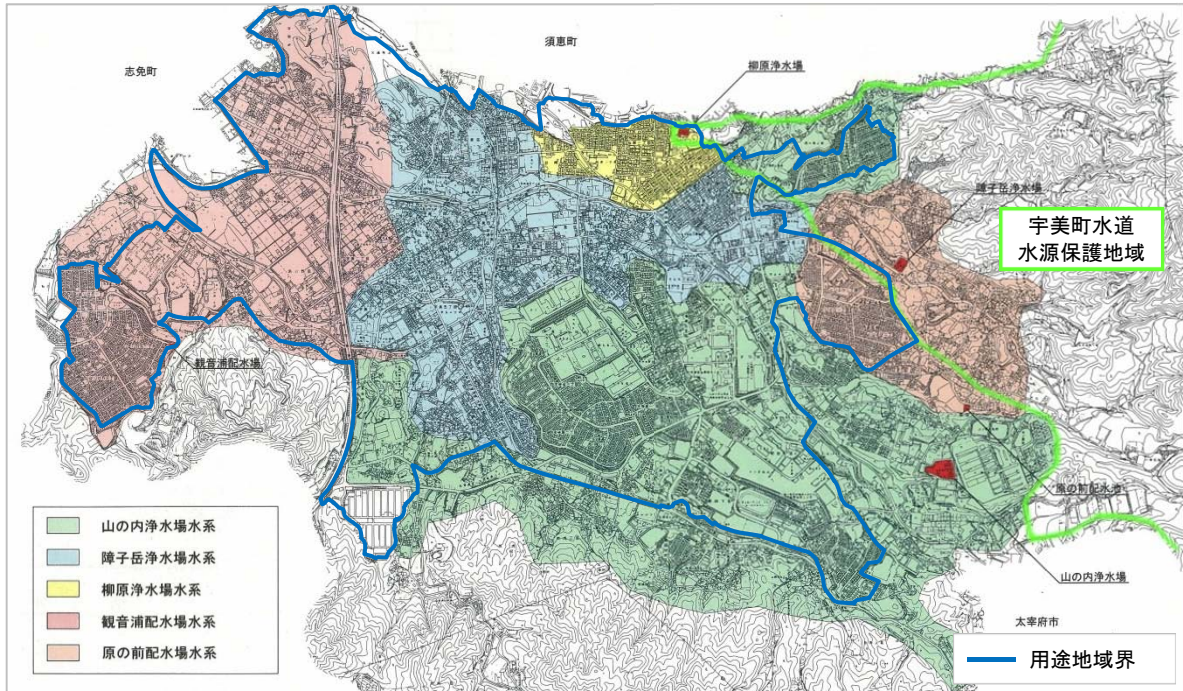 須恵町
志免町
柳原浄水場
障子岳浄水場
宇美町水道
水源保護地域
観音浦配水場
原の前配水池
山の内浄水場
太宰府市
山の内浄水場水系
障子岳浄水場水系
柳原浄水場水系
観音浦配水場水系
原の前配水場水系
用途地域界